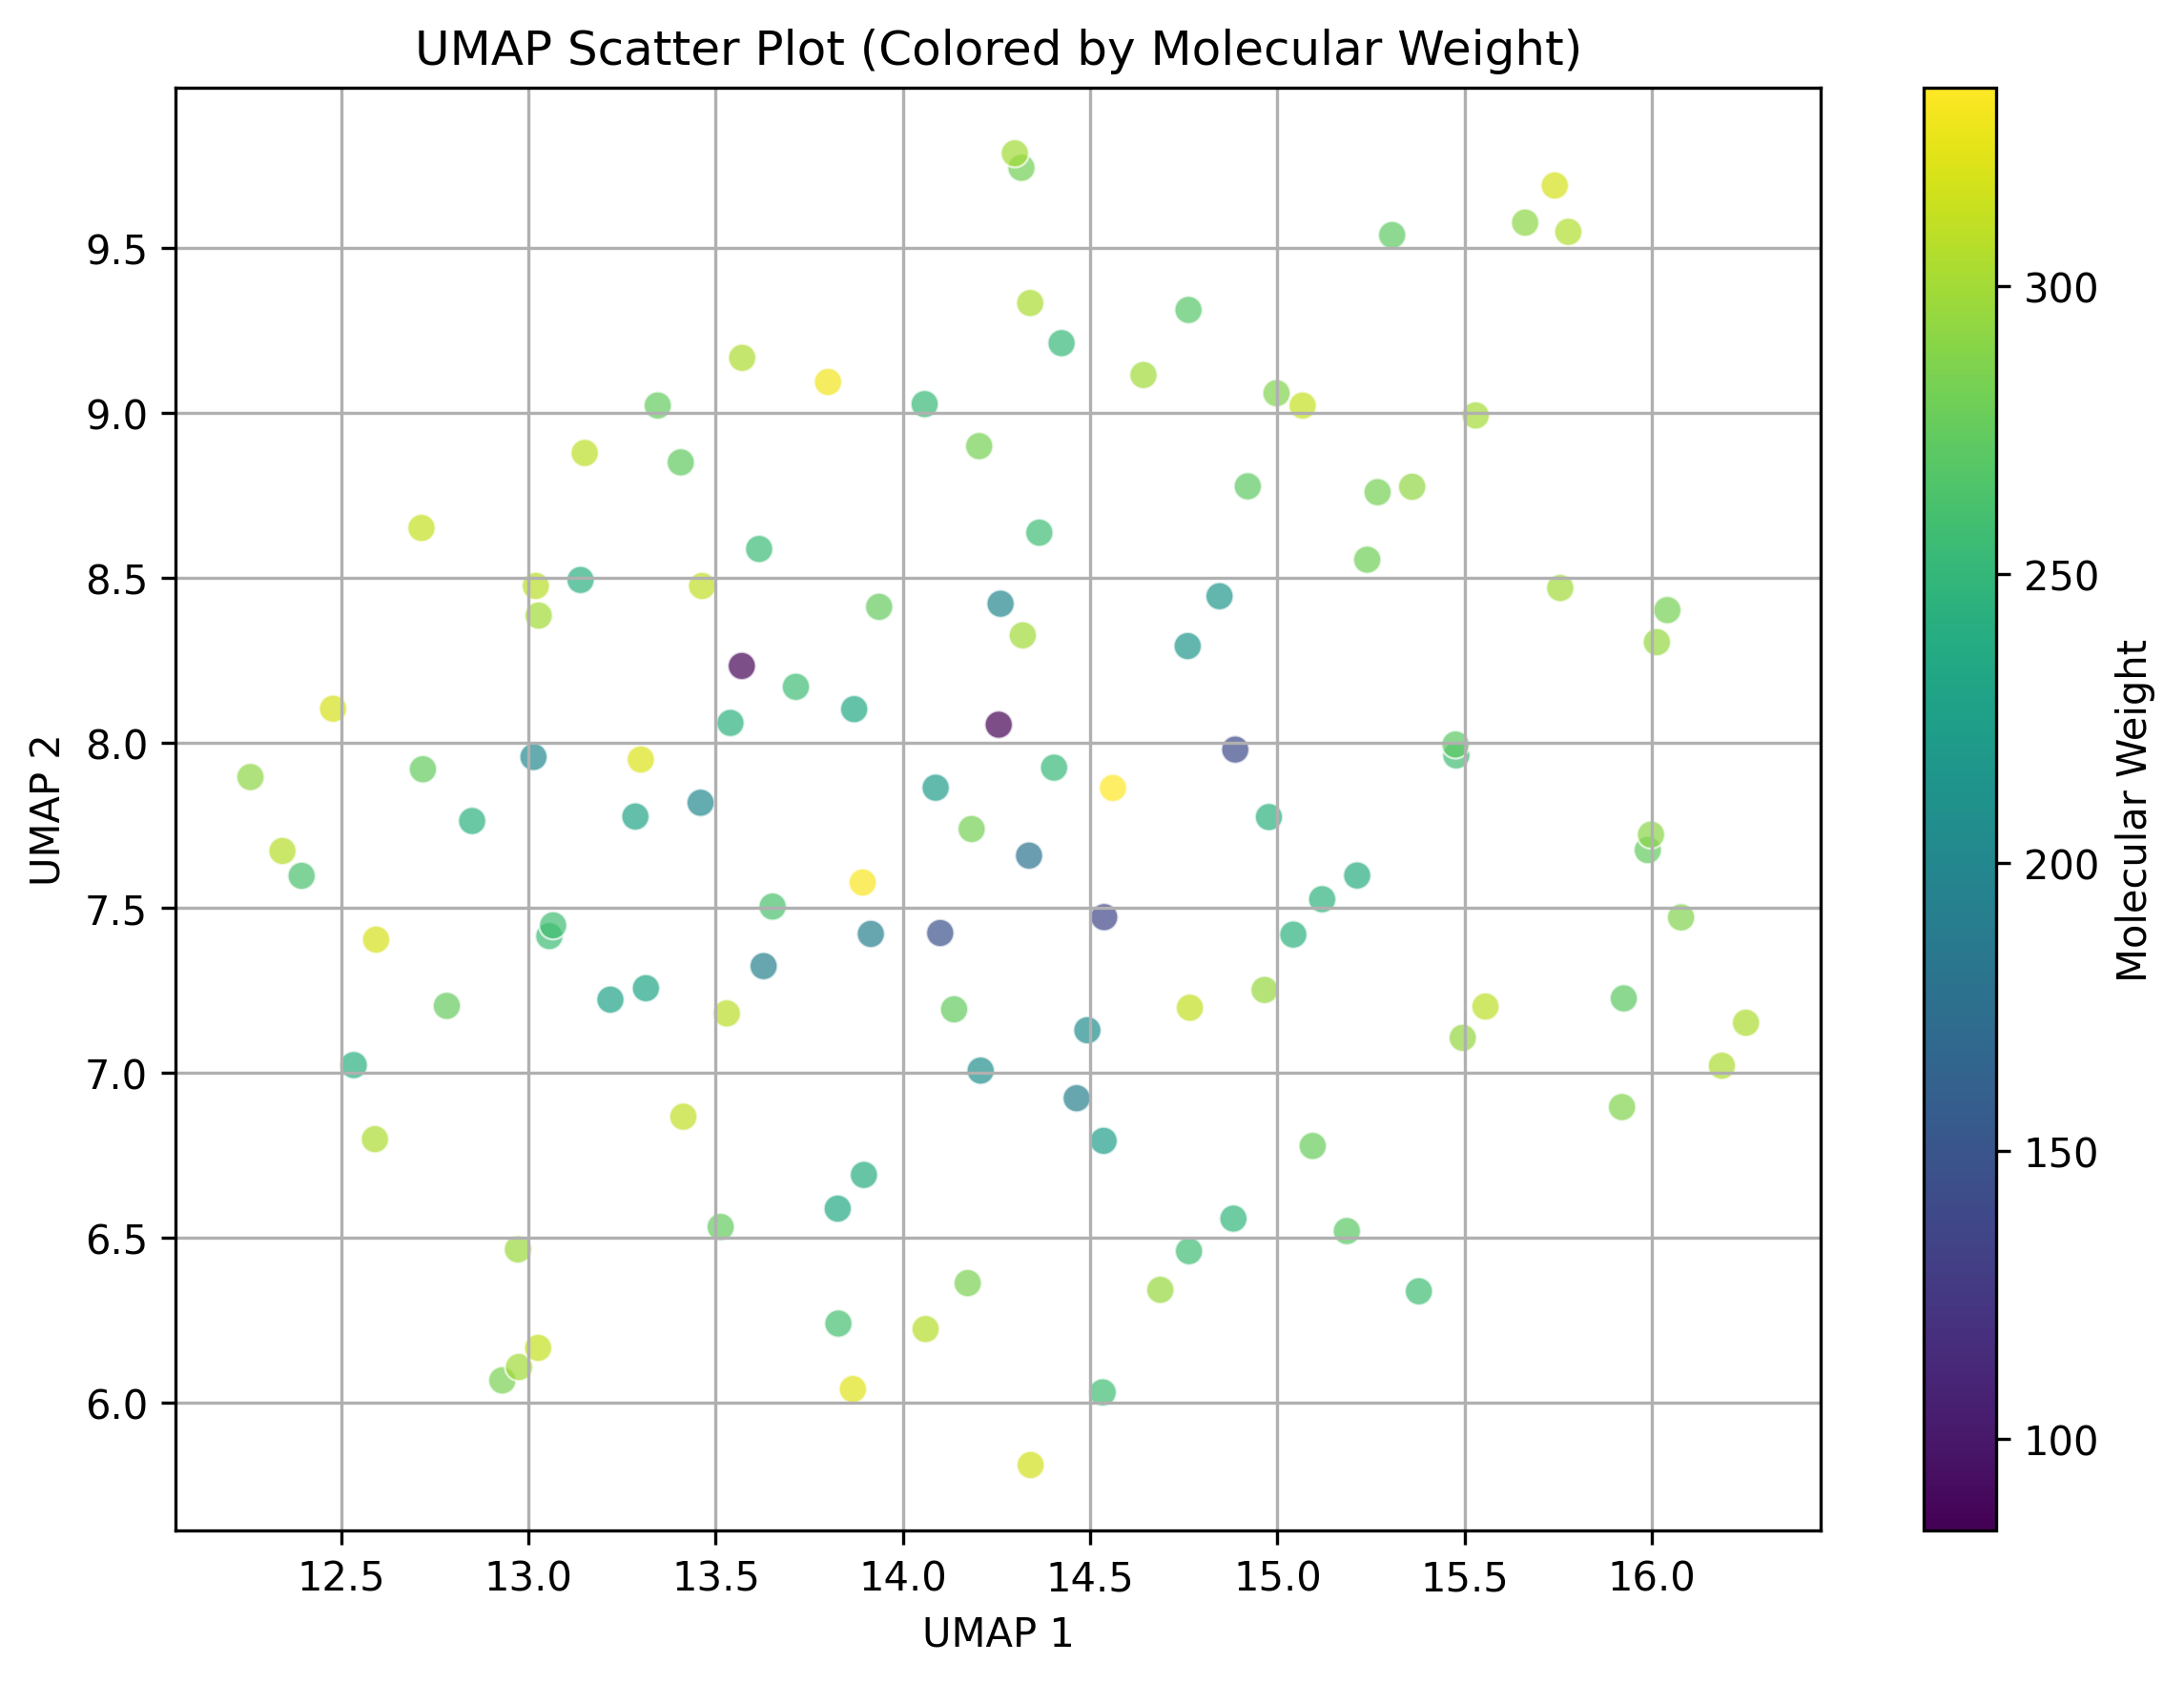 UMAP Scatter Plot (Colored by Molecular Weight)
9.5
9.0
8.5
8.0
7.5
7.0
6.5
6.0
UMAP 2
12.5 13.0 13.5 14.0 14.5 15.0 15.5 16.0
UMAP 1
300
250
200
150
100
Molecular Weight